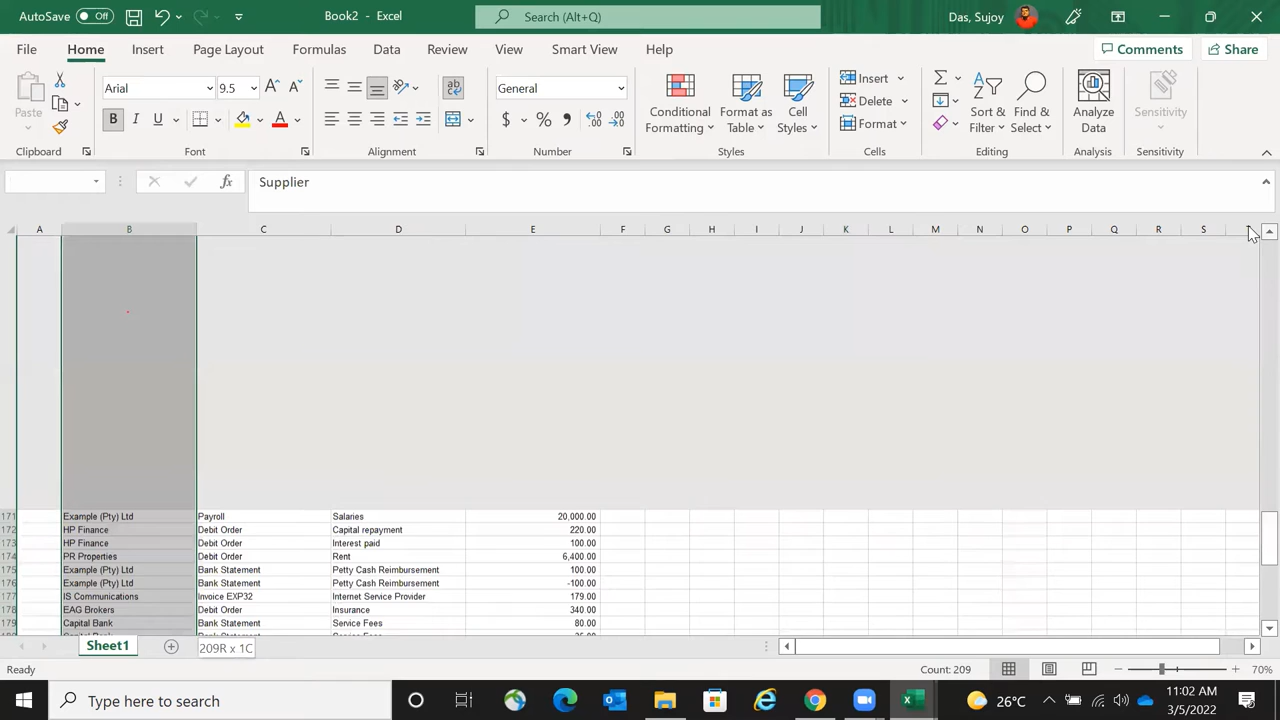 AutoSave Off Book2 - Excel Search (Alt+Q) Das, Sujoy
File Home Insert Page Layout Formulas Data Review View Smart View Help Comments Share
Paste Arial 9.5 General Conditional Formatting Format as Table Cell Styles Insert Delete Format Sort & Filter Find & Select Analyze Data Sensitivity
Clipboard Font Alignment Number Styles Cells Editing Analysis Sensitivity
fx Supplier
A B C D E F G H I J K L M N O P Q R S
171 Example (Pty) Ltd Payroll Salaries 20,000.00
172 HP Finance Debit Order Capital repayment 220.00
173 HP Finance Debit Order Interest paid 100.00
174 PR Properties Debit Order Rent 6,400.00
175 Example (Pty) Ltd Bank Statement Petty Cash Reimbursement 100.00
176 Example (Pty) Ltd Bank Statement Petty Cash Reimbursement -100.00
177 IS Communications Invoice EXP32 Internet Service Provider 179.00
178 EAG Brokers Debit Order Insurance 340.00
179 Capital Bank Bank Statement Service Fees 80.00
Sheet1 209R x 1C
Ready Count: 209 70%
Type here to search 26°C 11:02 AM
3/5/2022